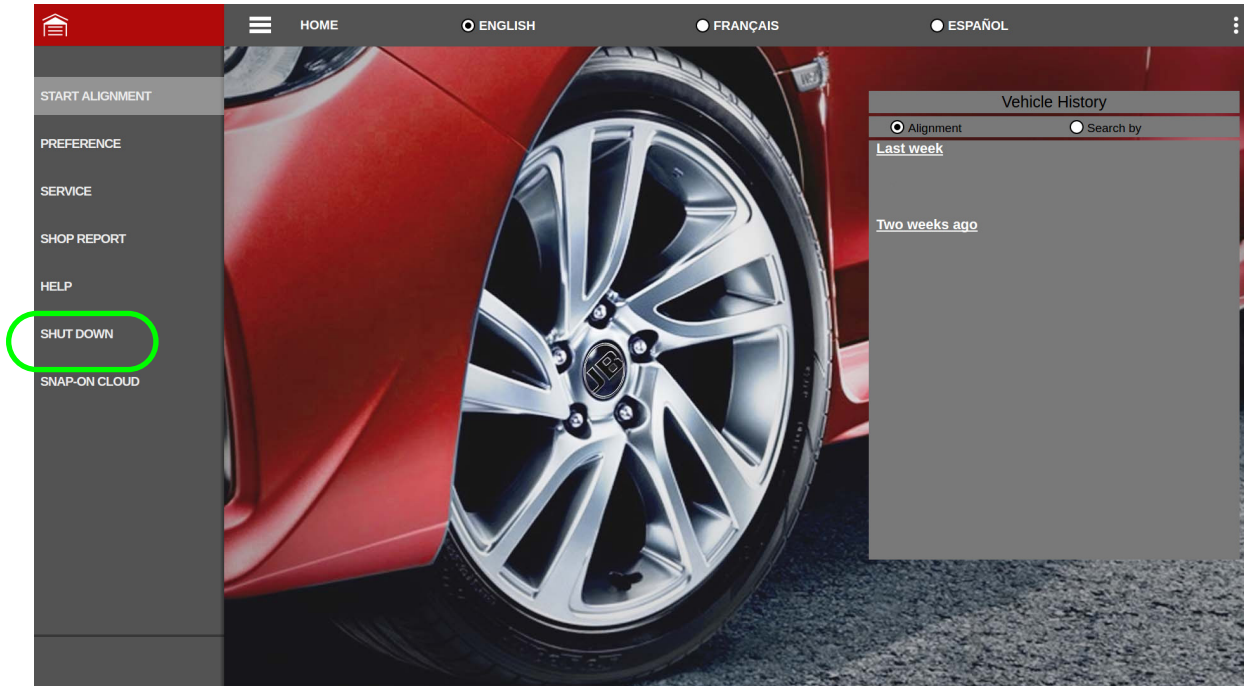 HOME
ENGLISH
FRANÇAIS
ESPAÑOL
START ALIGNMENT
PREFERENCE
SERVICE
SHOP REPORT
HELP
SHUT DOWN
SNAP-ON CLOUD
Vehicle History
Alignment
Search by
Last week
Two weeks ago
JB